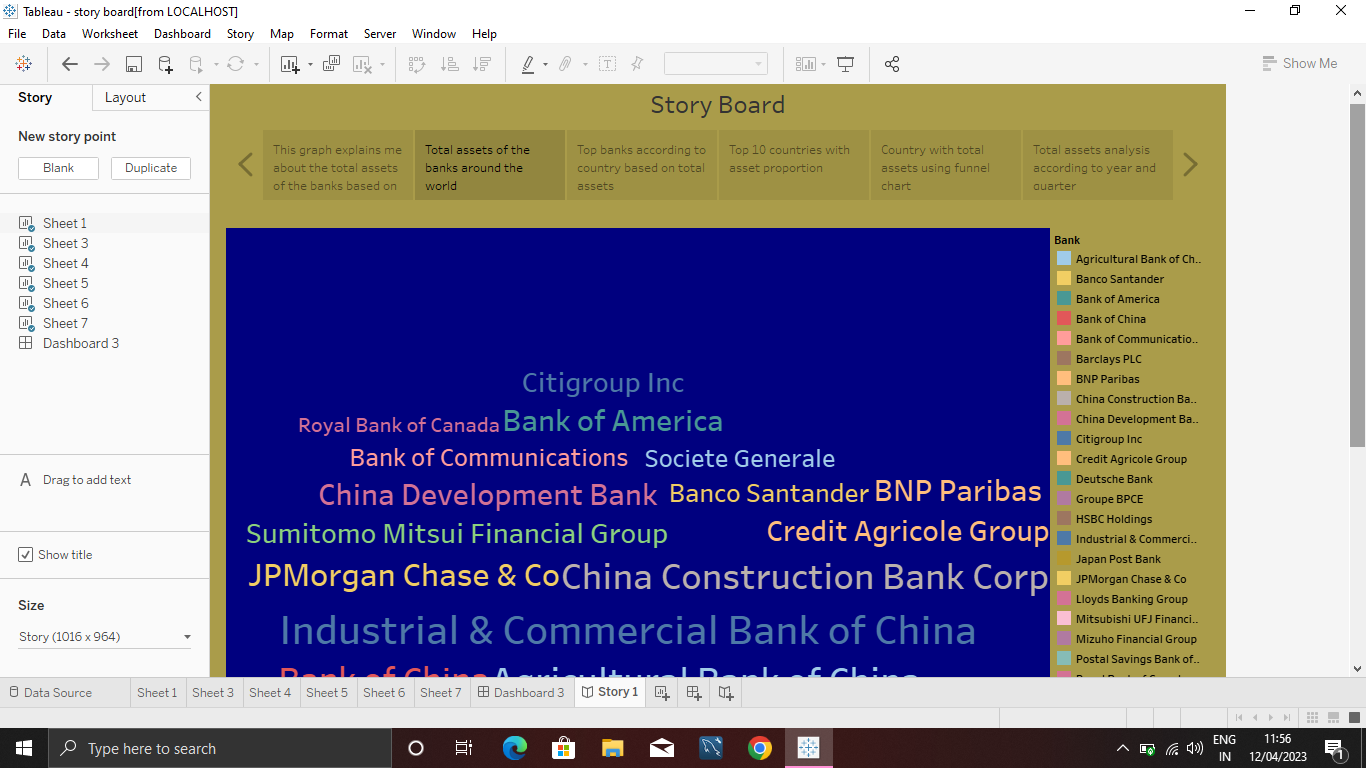 Tableau - story board[from LOCALHOST]
File Data Worksheet Dashboard Story Map Format Server Window Help
Show Me
Story Layout
New story point
Blank Duplicate
Sheet 1
Sheet 3
Sheet 4
Sheet 5
Sheet 6
Sheet 7
Dashboard 3
A Drag to add text
Show title
Size
Story (1016 x 964)
Story Board
This graph explains me
about the total assets
of the banks based on
Total assets of the
banks around the
world
Top banks according to
country based on total
assets
Top 10 countries with
asset proportion
Country with total
assets using funnel
chart
Total assets analysis
according to year and
quarter
Citigroup Inc
Royal Bank of Canada Bank of America
Bank of Communications Societe Generale
China Development Bank Banco Santander BNP Paribas
Sumitomo Mitsui Financial Group Credit Agricole Group
JPMorgan Chase & Co China Construction Bank Corp
Industrial & Commercial Bank of China
Bank of China Agricultural Bank of China
Bank
Agricultural Bank of Ch..
Banco Santander
Bank of America
Bank of China
Bank of Communicatio..
Barclays PLC
BNP Paribas
China Construction Ba..
China Development Ba..
Citigroup Inc
Credit Agricole Group
Deutsche Bank
Groupe BPCE
HSBC Holdings
Industrial & Commerci..
Japan Post Bank
JPMorgan Chase & Co
Lloyds Banking Group
Mitsubishi UFJ Financi..
Mizuho Financial Group
Postal Savings Bank of..
Data Source Sheet 1 Sheet 3 Sheet 4 Sheet 5 Sheet 6 Sheet 7 Dashboard 3 Story 1
Type here to search
ENG
IN
11:56
12/04/2023
1